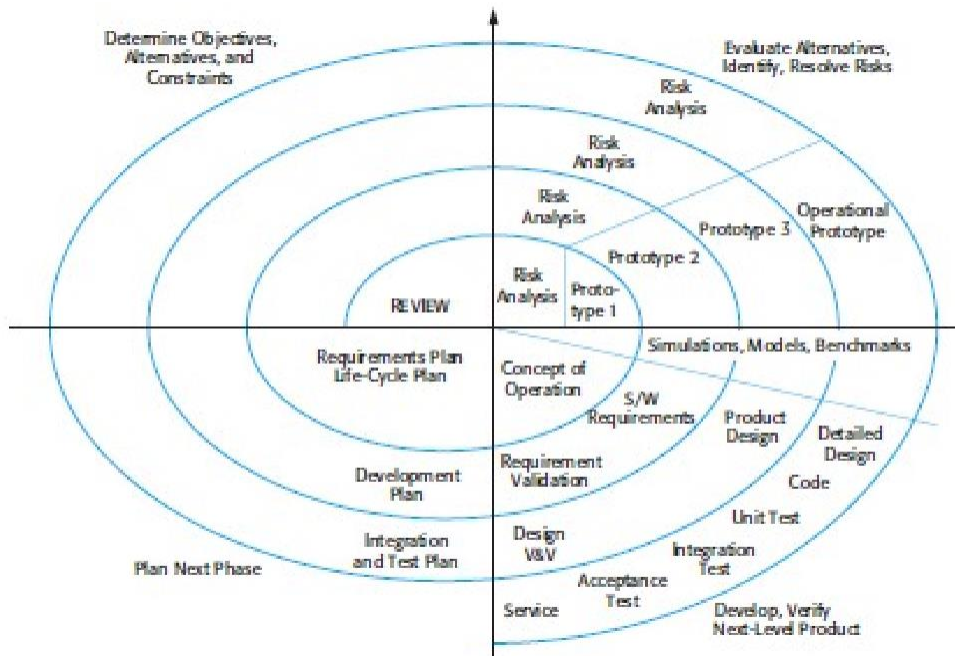 Determine Objectives,
Alternatives, and
Constraints
Evaluate Alternatives,
Identify, Resolve Risks
Risk
Analysis
Risk
Analysis
Risk
Analysis
Operational
Prototype
Prototype 3
Prototype 2
Risk
Analysis
Proto-
type 1
REVIEW
Simulations, Models, Benchmarks
Requirements Plan
Life-Cycle Plan
Concept of
Operation
S/W
Requirements
Product
Design
Detailed
Design
Development
Plan
Requirement
Validation
Code
Unit Test
Integration
and Test Plan
Design
V&V
Integration
Test
Plan Next Phase
Acceptance
Test
Service
Develop, Verify
Next-Level Product